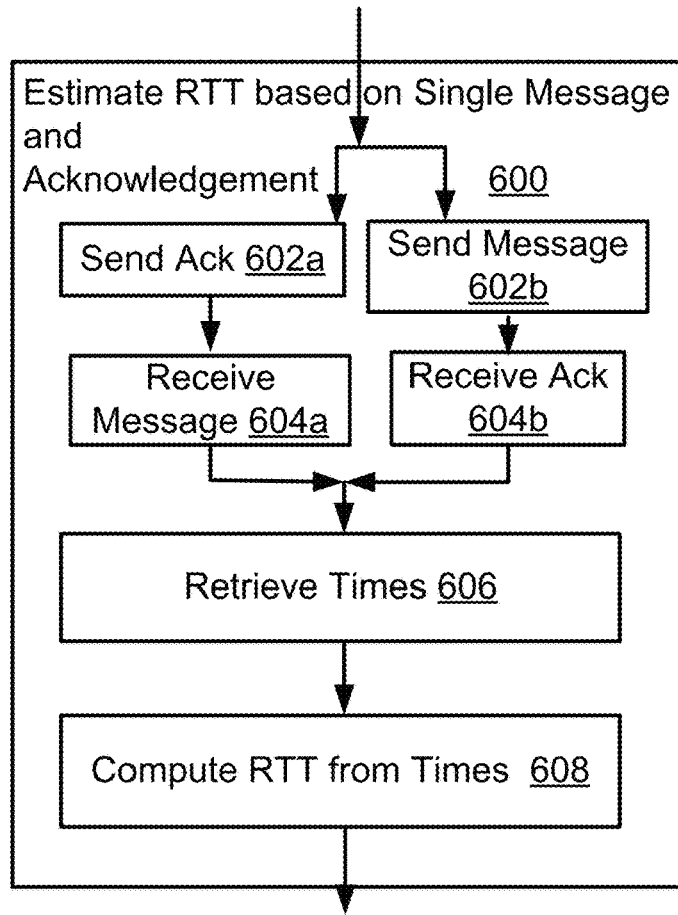 Estimate RTT based on Single Message
and
Acknowledgement 600
Send Ack 602a
Send Message
602b
Receive
Message 604a
Receive Ack
604b
Retrieve Times 606
Compute RTT from Times 608